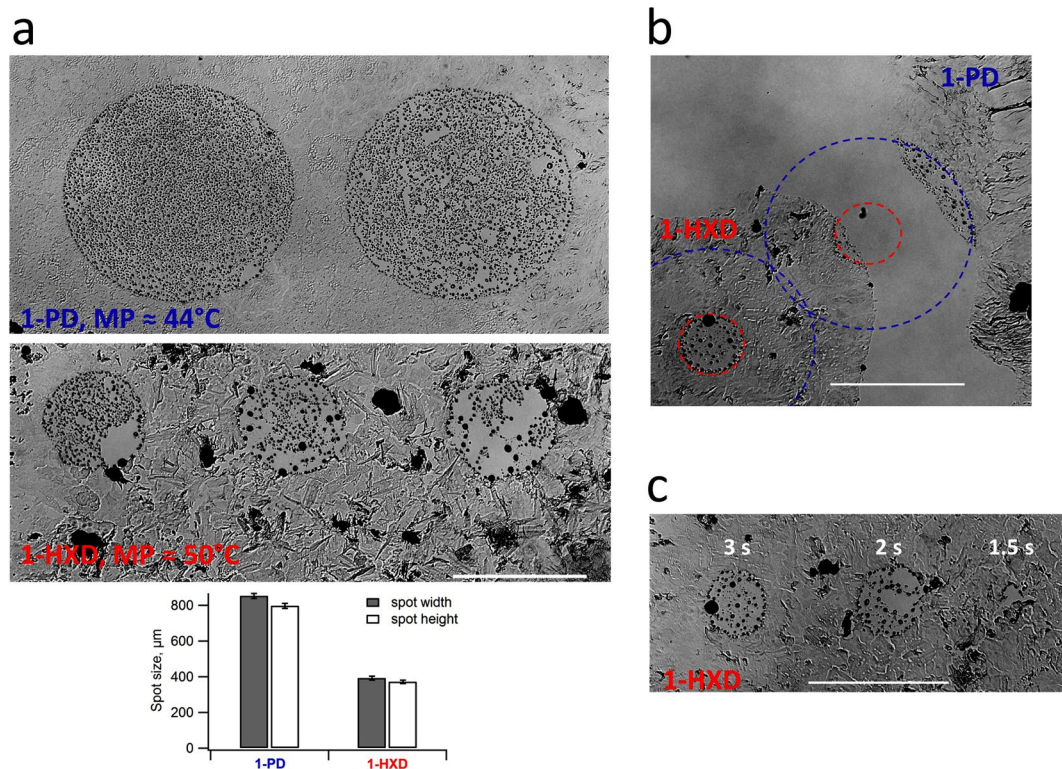 a
1-PD, MP ≈ 44°C
1-HXD, MP ≈ 50°C
Spot size, µm
800
600
400
200
0
spot width
spot height
1-PD
1-HXD
b
1-PD
1-HXD
c
3 s
2 s
1.5 s
1-HXD